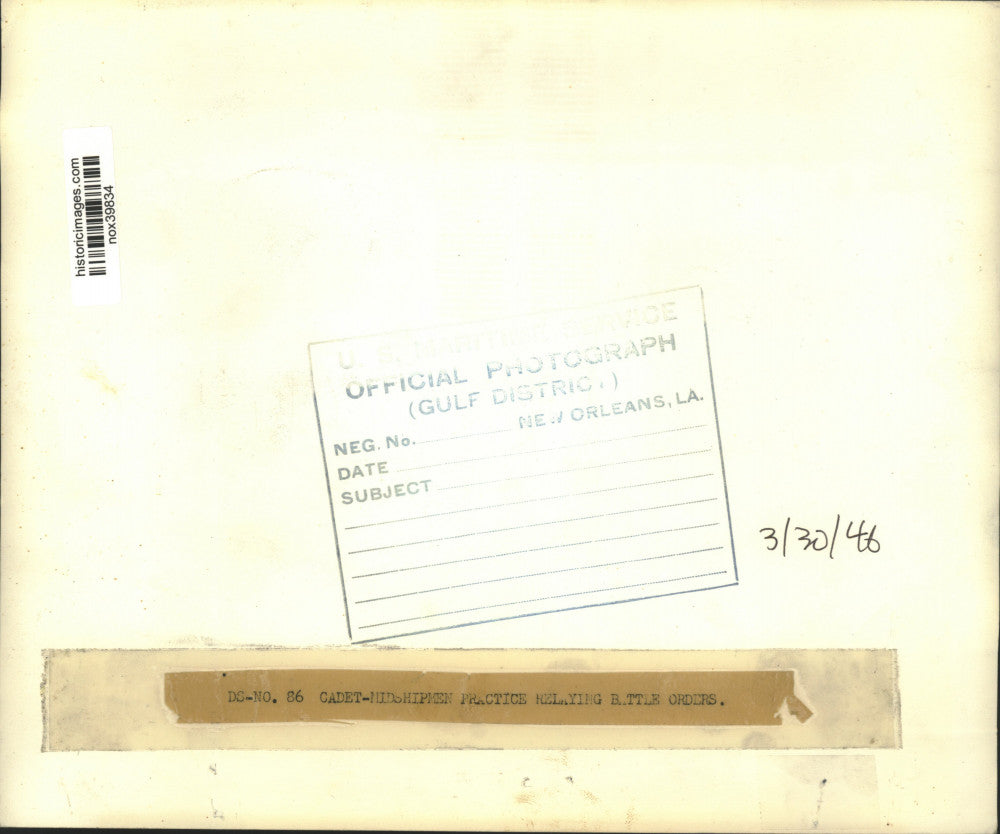 historicimages.com
nox39834
U. S. MARITIME SERVICE
OFFICIAL PHOTOGRAPH
(GULF DISTRICT)
NEW ORLEANS, LA.
NEG. No.
DATE
SUBJECT
3/30/46
DS-NO. 86 CADET-MIDSHIPMEN PRACTICE RELAYING BATTLE ORDERS.